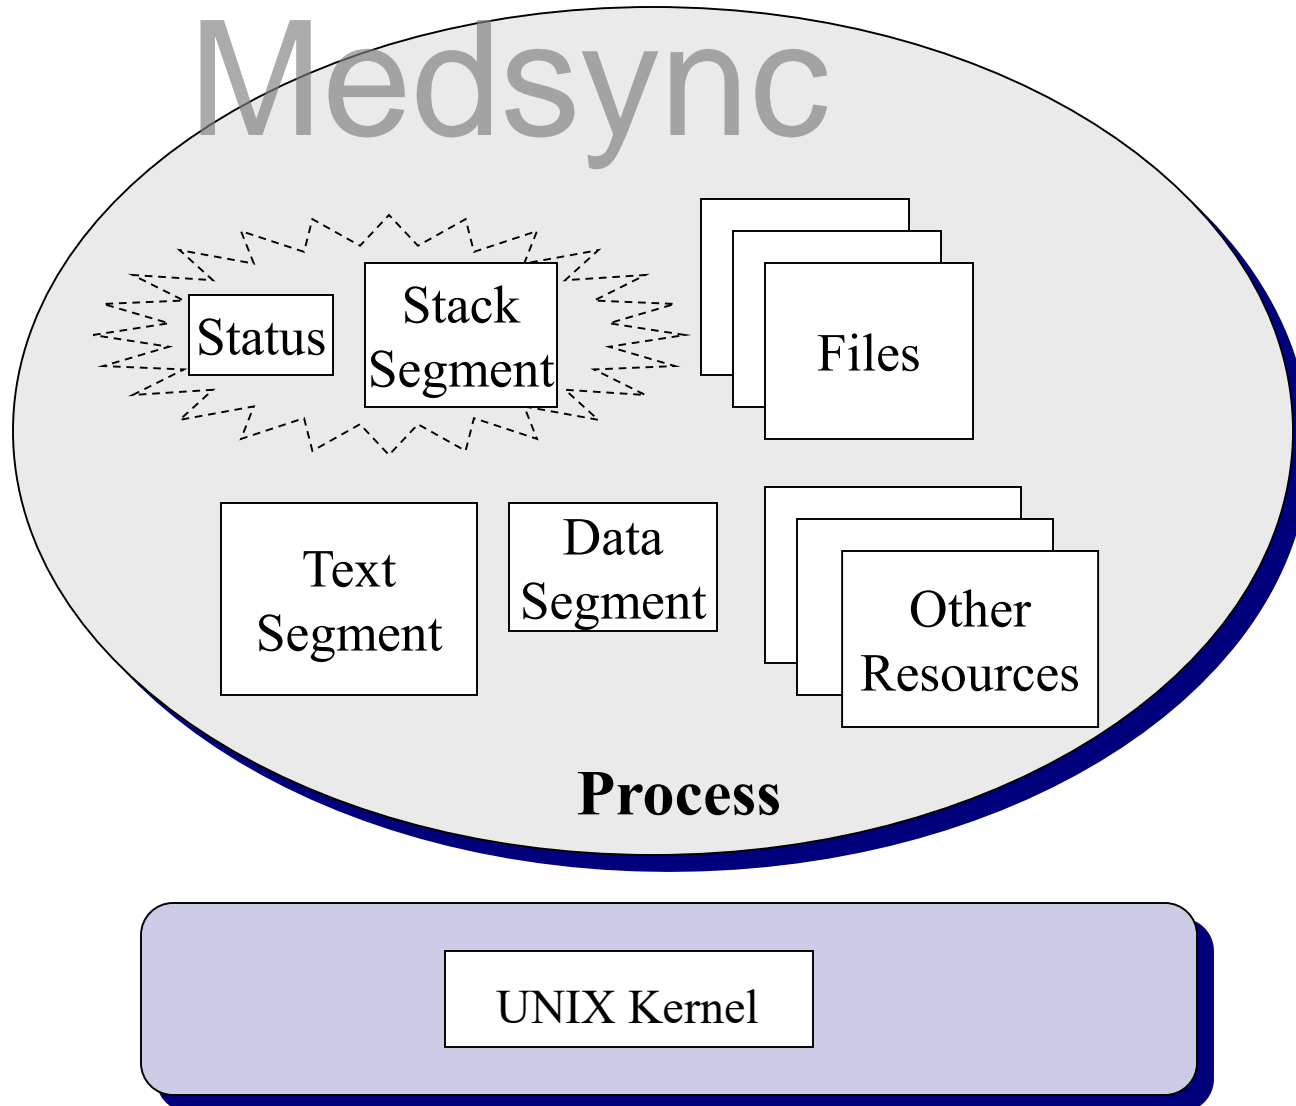 Medsync
Status
Stack
Segment
Files
Text
Segment
Data
Segment
Other
Resources
Process
UNIX Kernel